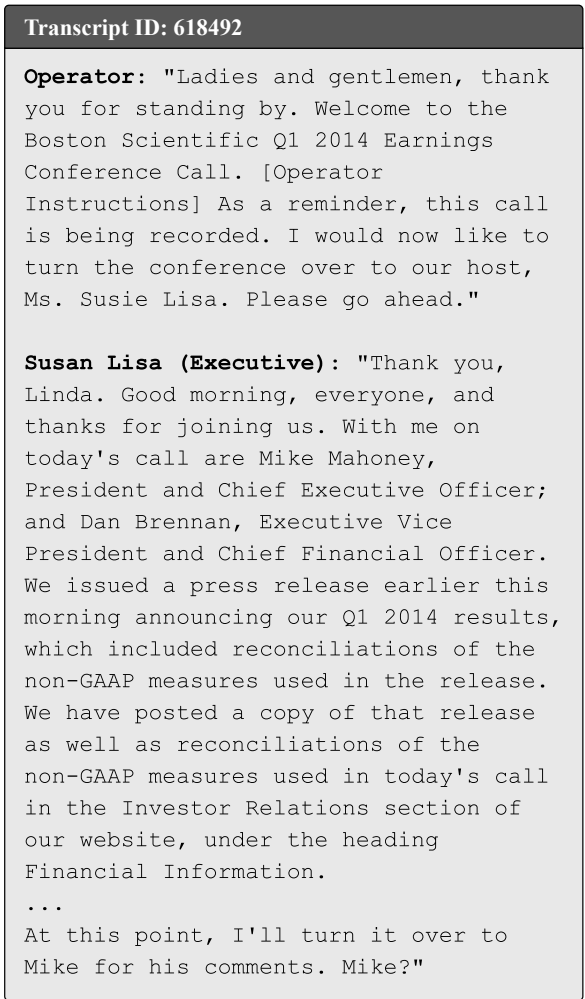 Transcript ID: 618492
Operator: "Ladies and gentlemen, thank
you for standing by. Welcome to the
Boston Scientific Q1 2014 Earnings
Conference Call. [Operator
Instructions] As a reminder, this call
is being recorded. I would now like to
turn the conference over to our host,
Ms. Susie Lisa. Please go ahead."
Susan Lisa (Executive): "Thank you,
Linda. Good morning, everyone, and
thanks for joining us. With me on
today's call are Mike Mahoney,
President and Chief Executive Officer;
and Dan Brennan, Executive Vice
President and Chief Financial Officer.
We issued a press release earlier this
morning announcing our Q1 2014 results,
which included reconciliations of the
non-GAAP measures used in the release.
We have posted a copy of that release
as well as reconciliations of the
non-GAAP measures used in today's call
in the Investor Relations section of
our website, under the heading
Financial Information.
...
At this point, I'll turn it over to
Mike for his comments. Mike?"